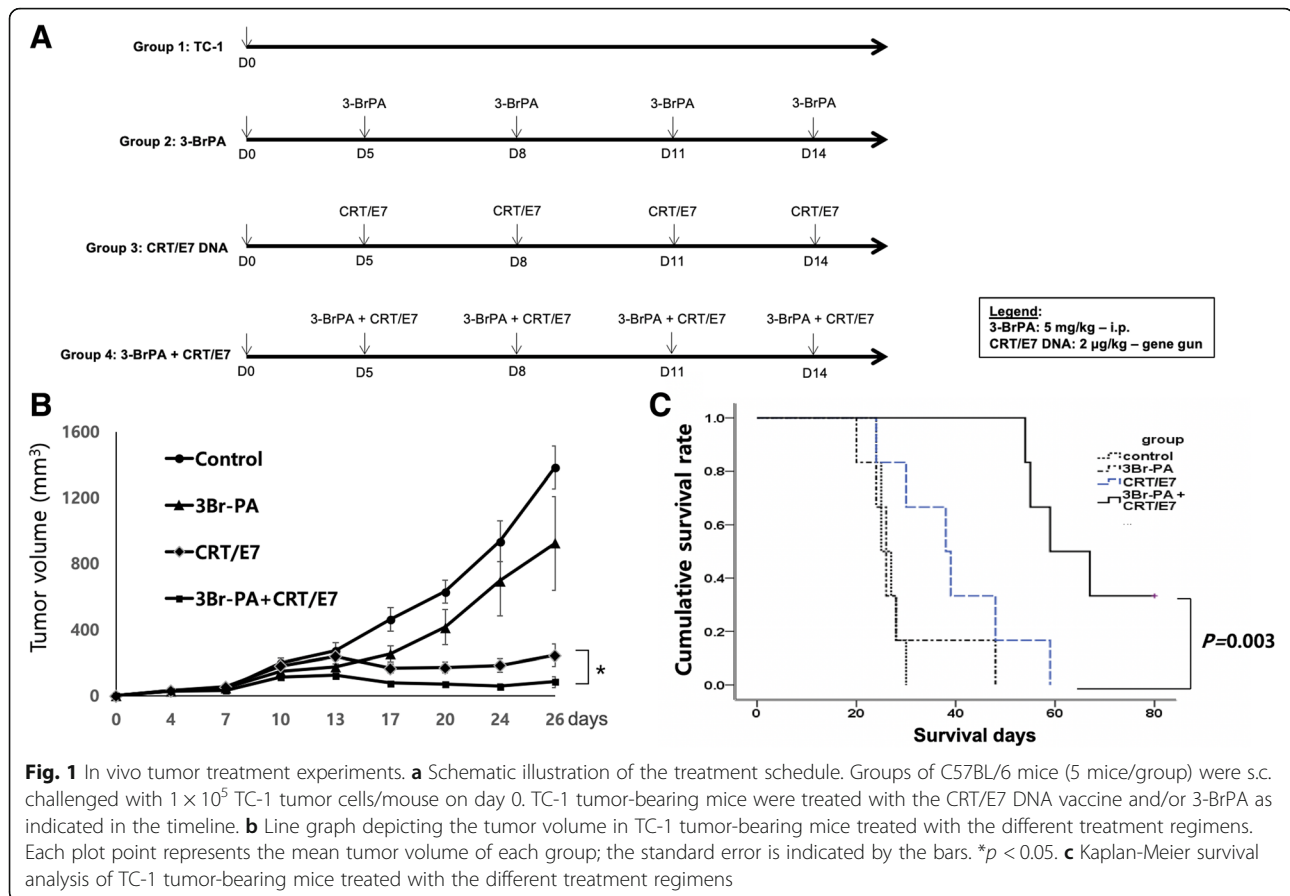 A
Group 1: TC-1
D0
3-BrPA 3-BrPA 3-BrPA 3-BrPA
Group 2: 3-BrPA
D0 D5 D8 D11 D14
CRT/E7 CRT/E7 CRT/E7 CRT/E7
Group 3: CRT/E7 DNA
D0 D5 D8 D11 D14
3-BrPA + CRT/E7 3-BrPA + CRT/E7 3-BrPA + CRT/E7 3-BrPA + CRT/E7
Group 4: 3-BrPA + CRT/E7
D0 D5 D8 D11 D14
Legend:
3-BrPA: 5 mg/kg – i.p.
CRT/E7 DNA: 2 µg/kg – gene gun
B
Tumor volume (mm³)
1600
1200
800
400
0
Control
3Br-PA
CRT/E7
3Br-PA+CRT/E7
*
0 4 7 10 13 17 20 24 26 days
C
Cumulative survival rate
1.0
0.8
0.6
0.4
0.2
0.0
group
control
3Br-PA
CRT/E7
3Br-PA +
CRT/E7
...
P=0.003
0 20 40 60 80
Survival days
Fig. 1 In vivo tumor treatment experiments. a Schematic illustration of the treatment schedule. Groups of C57BL/6 mice (5 mice/group) were s.c.
challenged with 1 × 10⁵ TC-1 tumor cells/mouse on day 0. TC-1 tumor-bearing mice were treated with the CRT/E7 DNA vaccine and/or 3-BrPA as
indicated in the timeline. b Line graph depicting the tumor volume in TC-1 tumor-bearing mice treated with the different treatment regimens.
Each plot point represents the mean tumor volume of each group; the standard error is indicated by the bars. *p < 0.05. c Kaplan-Meier survival
analysis of TC-1 tumor-bearing mice treated with the different treatment regimens